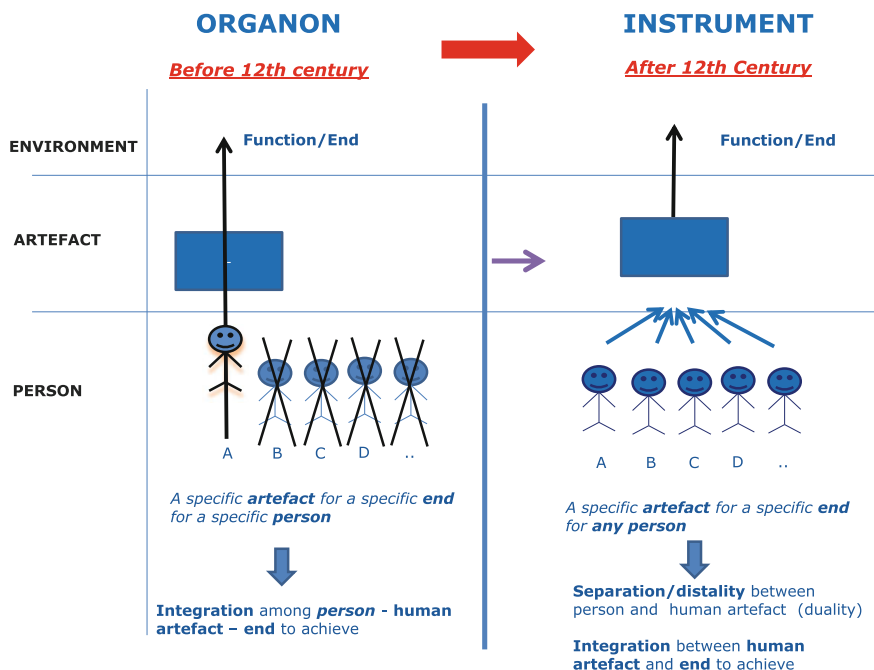 ORGANON
INSTRUMENT
Before 12th century
After 12th Century
ENVIRONMENT
Function/End
Function/End
ARTEFACT
PERSON
A B C D ..
A B C D ..
A specific artefact for a specific end
for a specific person
A specific artefact for a specific end
for any person
Integration among person - human
artefact – end to achieve
Separation/distality between
person and human artefact (duality)
Integration between human
artefact and end to achieve